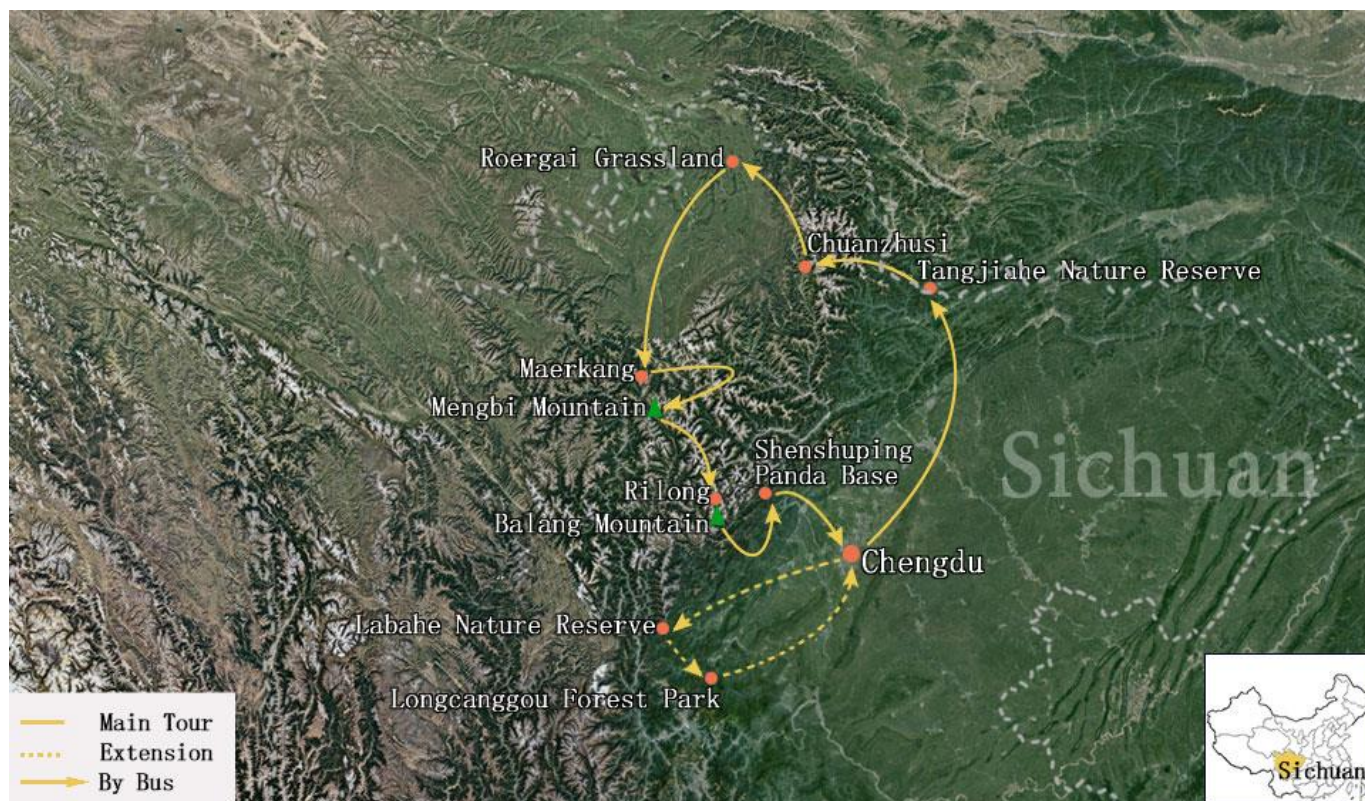 Roergai Grassland
Chuanzhusi
Tangjiahe Nature Reserve
Maerkang
Mengbi Mountain
Sichuan
Shenshuping
Panda Base
Rilong
Balang Mountain
Chengdu
Labahe Nature Reserve
Longcanggou Forest Park
Main Tour
Extension
By Bus
Sichuan